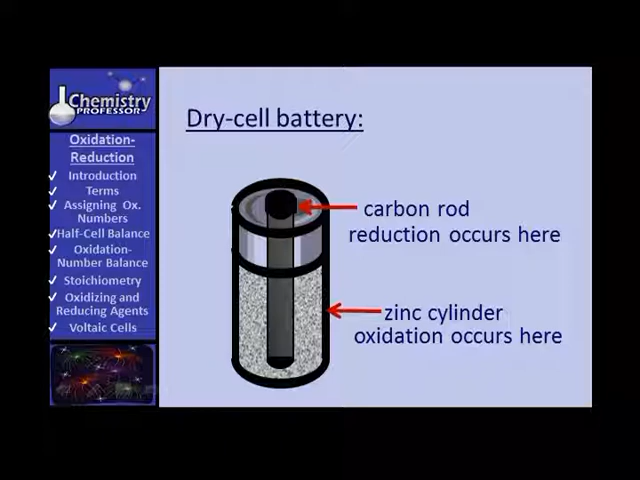 Chemistry
PROFESSOR
Oxidation-
Reduction
Introduction
Terms
Assigning Ox.
Numbers
Half-Cell Balance
Oxidation-
Number Balance
Stoichiometry
Oxidizing and
Reducing Agents
Voltaic Cells
Dry-cell battery:
carbon rod
reduction occurs here
zinc cylinder
oxidation occurs here